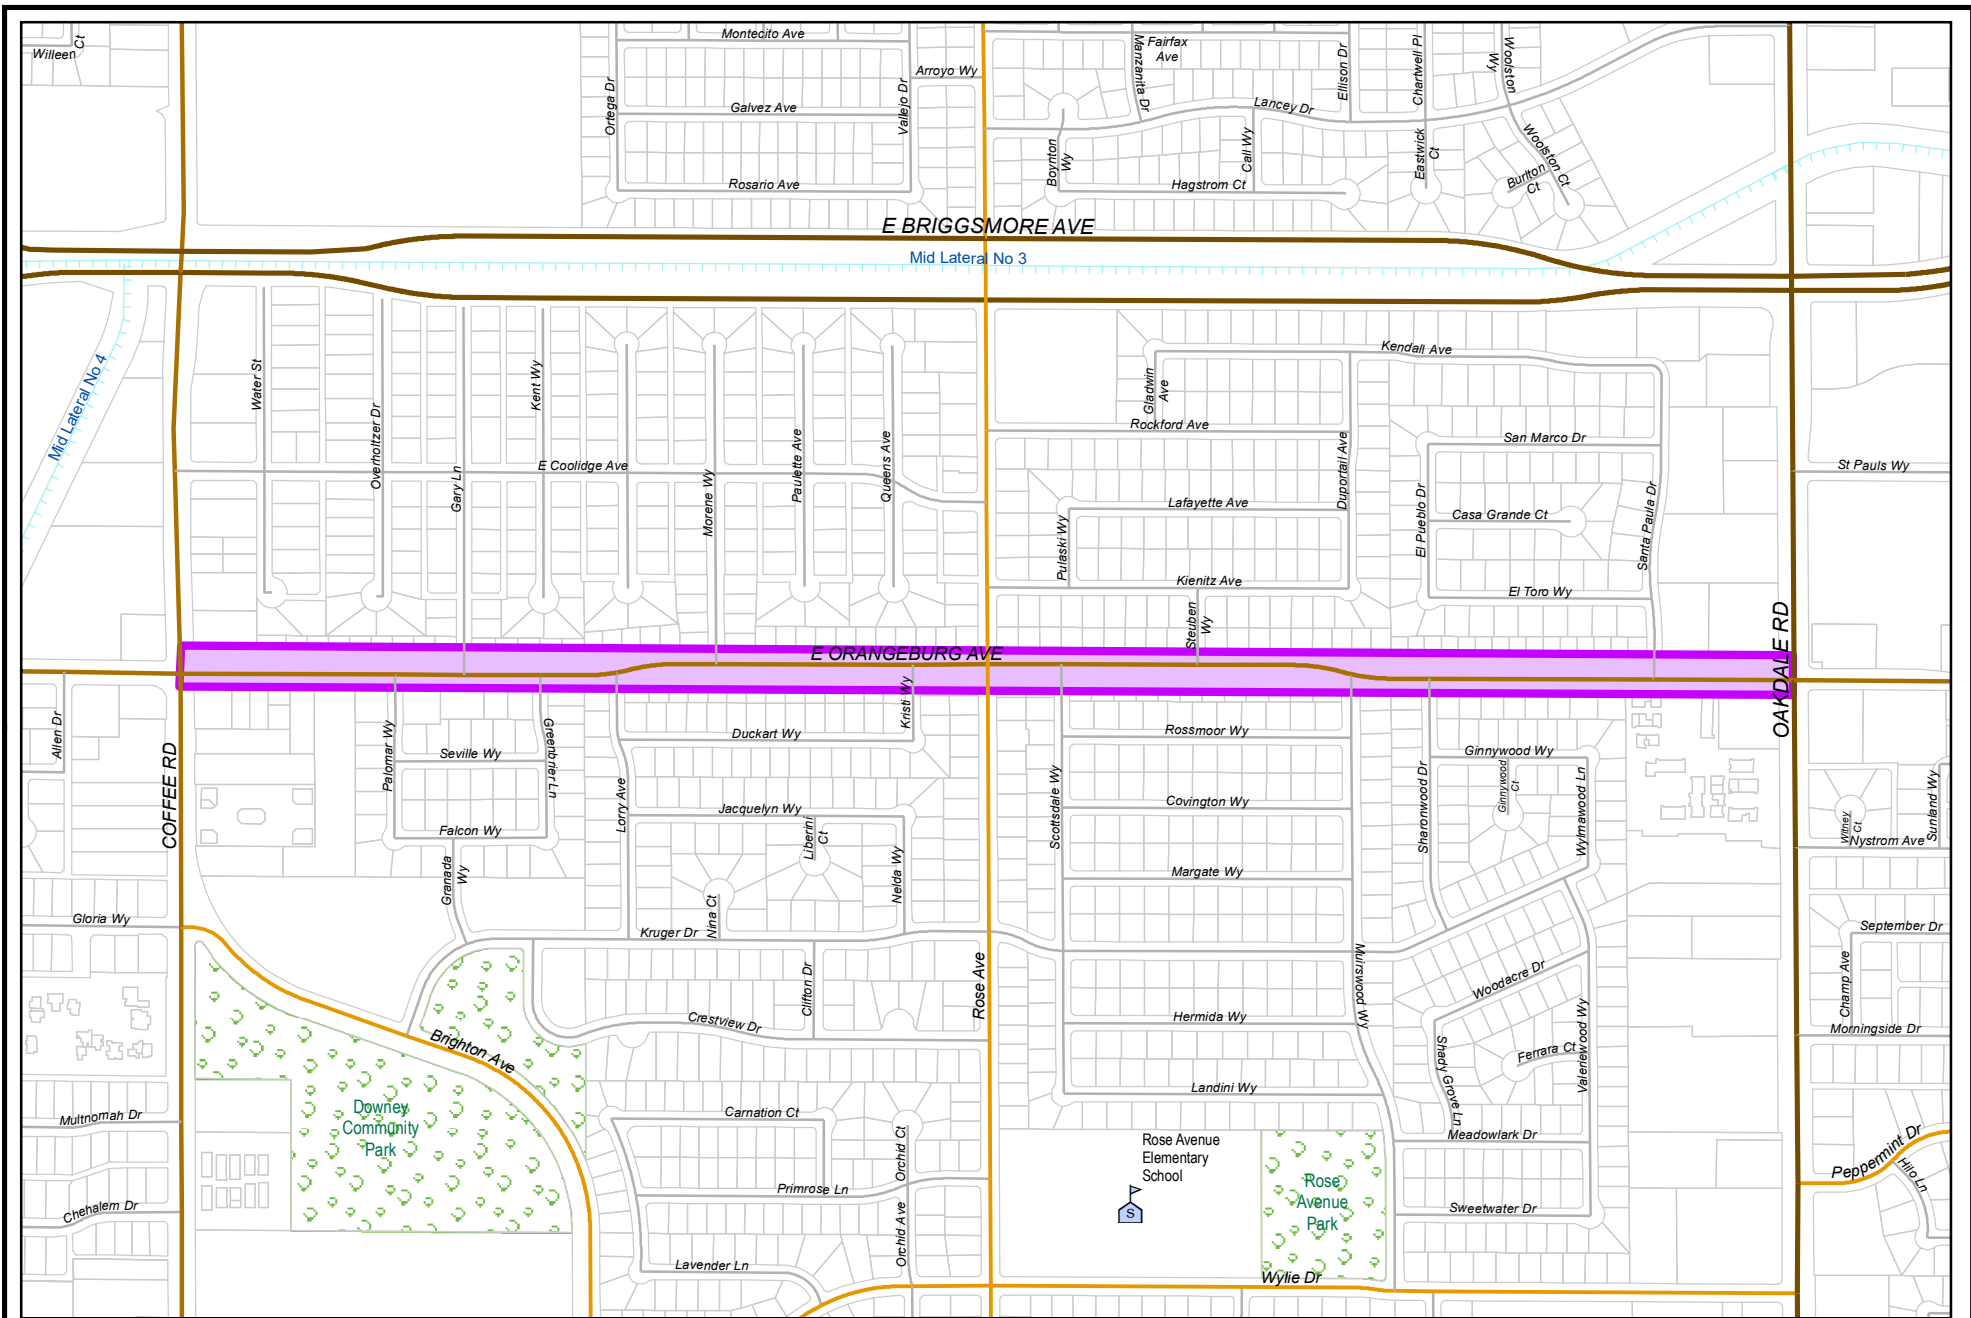 Willeen Ct
Montecito Ave
Arroyo Wy
Ortega Dr
Vallejo Dr
Galvez Ave
Rosario Ave
Manzanita Dr
Fairfax
Ave
Ellison Dr
Chartwell Pl
Woolston
Wy
Lancey Dr
Boynton
Wy
Call Wy
Hagstrom Ct
Eastwick
Ct
Woolston Ct
Burlton
Ct
E BRIGGSMORE AVE
Mid Lateral No 3
Mid Lateral No 4
Water St
Overholtzer Dr
Gary Ln
Kent Wy
E Coolidge Ave
Morene Wy
Paulette Ave
Queens Ave
Kendall Ave
Gladwin
Ave
Rockford Ave
Duportail Ave
San Marco Dr
St Pauls Wy
Lafayette Ave
Pulaski Wy
El Pueblo Dr
Casa Grande Ct
Santa Paula Dr
Kienitz Ave
Steuben
Wy
El Toro Wy
E ORANGEBURG AVE
OAKDALE RD
COFFEE RD
Allen Dr
Palomar Wy
Greenbrier Ln
Seville Wy
Falcon Wy
Granada
Wy
Lorry Ave
Duckart Wy
Kristi Wy
Jacquelyn Wy
Liberini
Ct
Nelda Wy
Nina Ct
Kruger Dr
Clifton Dr
Crestview Dr
Rose Ave
Scottsdale Wy
Rossmoor Wy
Covington Wy
Margate Wy
Hermida Wy
Landini Wy
Muirswood Wy
Sharonwood Dr
Ginnywood Wy
Ginnywood
Ct
Wylmawood Ln
Woodacre Dr
Valeriewood Wy
Ferrara Ct
Shady Grove Ln
Meadowlark Dr
Sweetwater Dr
Witney
Ct
Sunland Wy
Nystrom Ave
September Dr
Champ Ave
Morningside Dr
Peppermint Dr
Hilo Ln
Gloria Wy
Multnomah Dr
Chehalem Dr
Brighton Ave
Downey
Community
Park
Carnation Ct
Orchid Ct
Primrose Ln
Orchid Ave
Lavender Ln
Rose Avenue
Elementary
School
S
Rose
Avenue
Park
Wylie Dr